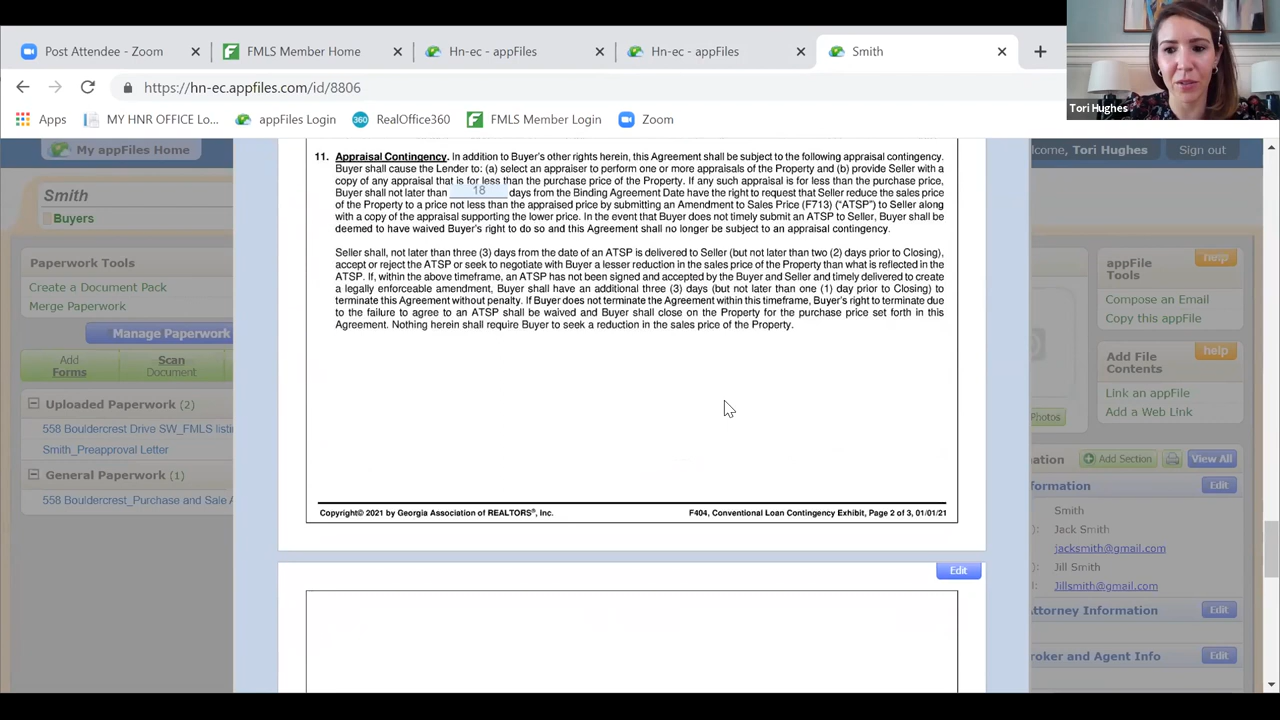 Post Attendee - Zoom
FMLS Member Home
Hn-ec - appFiles
Hn-ec - appFiles
Smith
https://hn-ec.appfiles.com/id/8806
Tori Hughes
Apps
MY HNR OFFICE Lo...
appFiles Login
RealOffice360
FMLS Member Login
Zoom
My appFiles Home
lcome, Tori Hughes
Sign out
Smith
Buyers
Paperwork Tools
Create a Document Pack
Merge Paperwork
Manage Paperwork
Add
Forms
Scan
Document
Uploaded Paperwork (2)
558 Bouldercrest Drive SW_FMLS listi
Smith_Preapproval Letter
General Paperwork (1)
558 Bouldercrest_Purchase and Sale A
11. Appraisal Contingency. In addition to Buyer's other rights herein, this Agreement shall be subject to the following appraisal contingency.
Buyer shall cause the Lender to: (a) select an appraiser to perform one or more appraisals of the Property and (b) provide Seller with a
copy of any appraisal that is for less than the purchase price of the Property. If any such appraisal is for less than the purchase price,
Buyer shall not later than 18 days from the Binding Agreement Date have the right to request that Seller reduce the sales price
of the Property to a price not less than the appraised price by submitting an Amendment to Sales Price (F713) ("ATSP") to Seller along
with a copy of the appraisal supporting the lower price. In the event that Buyer does not timely submit an ATSP to Seller, Buyer shall be
deemed to have waived Buyer's right to do so and this Agreement shall no longer be subject to an appraisal contingency.
Seller shall, not later than three (3) days from the date of an ATSP is delivered to Seller (but not later than two (2) days prior to Closing),
accept or reject the ATSP or seek to negotiate with Buyer a lesser reduction in the sales price of the Property than what is reflected in the
ATSP. If, within the above timeframe, an ATSP has not been signed and accepted by the Buyer and Seller and timely delivered to create
a legally enforceable amendment, Buyer shall have an additional three (3) days (but not later than one (1) day prior to Closing) to
terminate this Agreement without penalty. If Buyer does not terminate the Agreement within this timeframe, Buyer's right to terminate due
to the failure to agree to an ATSP shall be waived and Buyer shall close on the Property for the purchase price set forth in this
Agreement. Nothing herein shall require Buyer to seek a reduction in the sales price of the Property.
Copyright© 2021 by Georgia Association of REALTORS®, Inc.
F404, Conventional Loan Contingency Exhibit, Page 2 of 3, 01/01/21
Edit
appFile
Tools
help
Compose an Email
Copy this appFile
Add File
Contents
help
Link an appFile
Add a Web Link
Photos
mation
Add Section
View All
formation
Edit
Smith
): Jack Smith
jacksmith@gmail.com
): Jill Smith
): Jillsmith@gmail.com
Attorney Information
Edit
roker and Agent Info
Edit